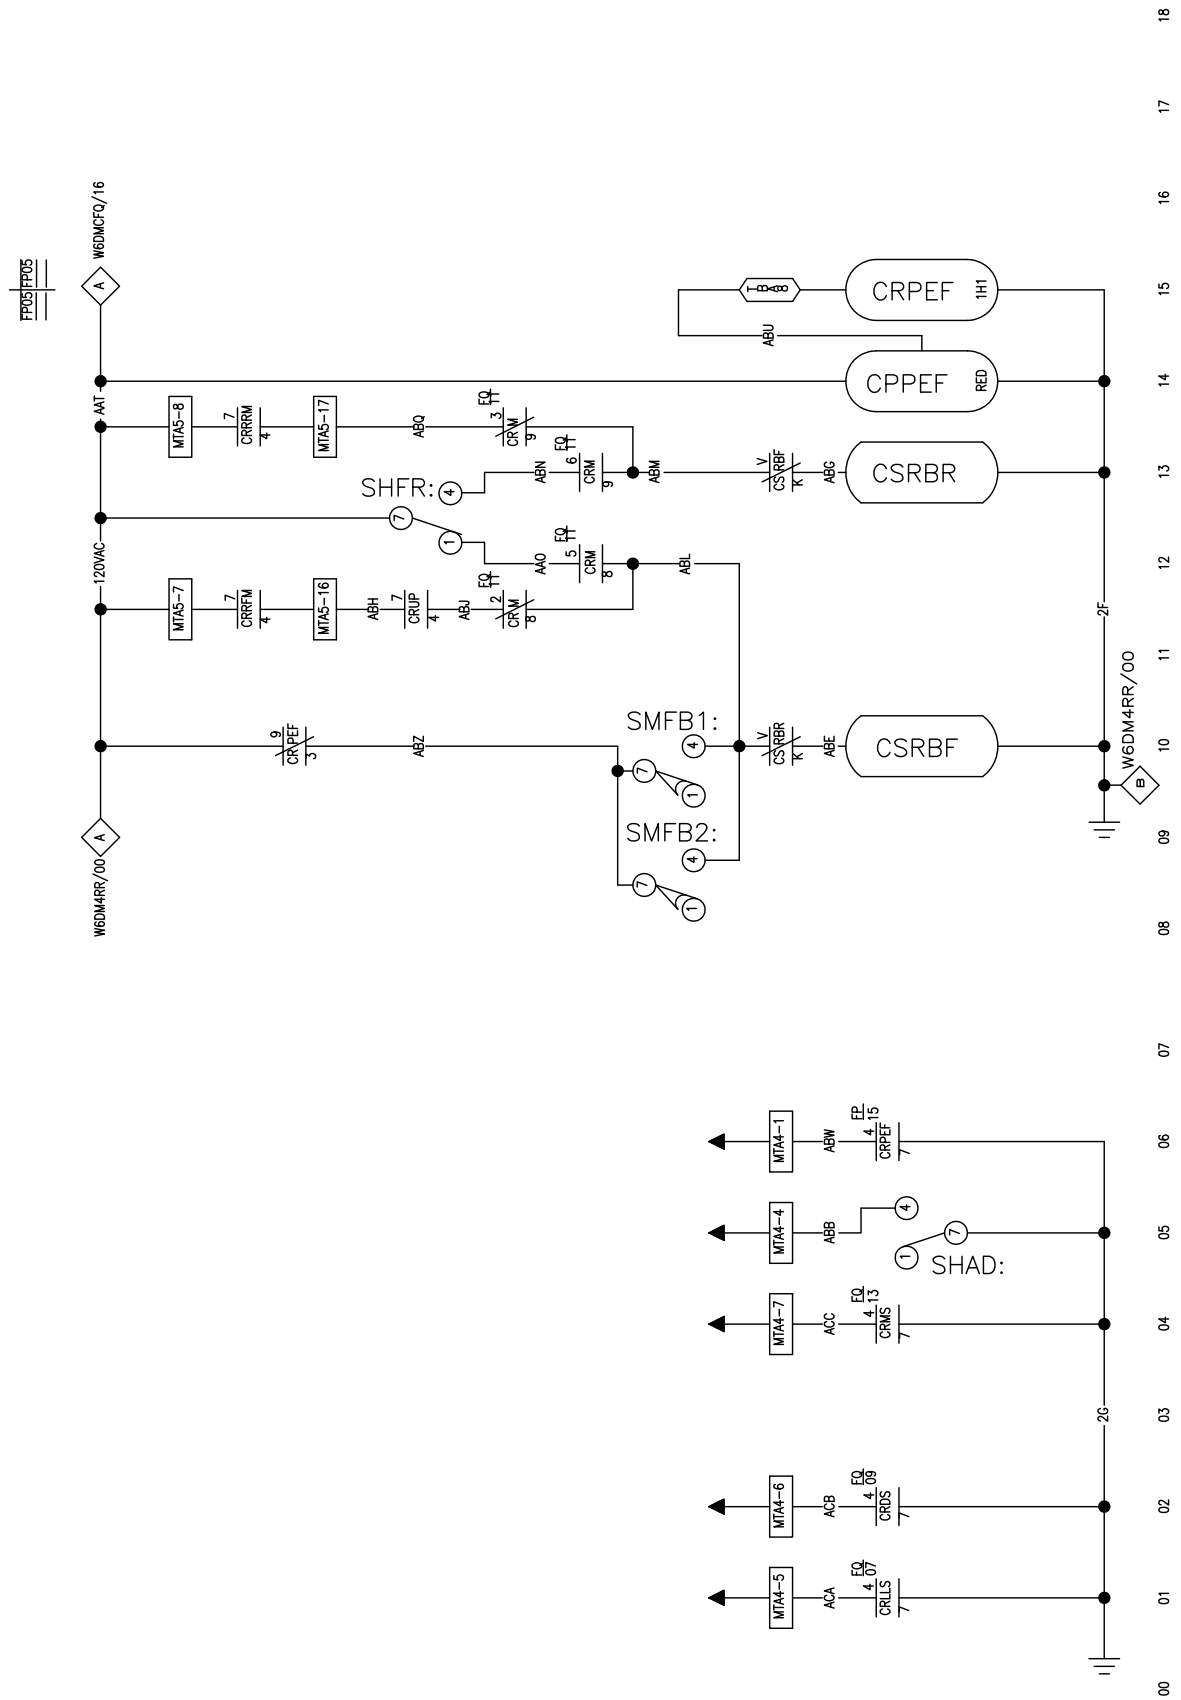 18
17
16
15
14
13
12
11
10
09
08
07
06
05
04
03
02
01
00
FP05 FP05
W6DMCFQ/16
A
AAT
120VAC
A
W6DM4RR/00
MTA5-8
7
CRRRM
4
MTA5-17
ABQ
FQ
11
3
CRM
9
SHFR:
4
7
1
ABN
FQ
11
6
CRM
9
ABM
V
CSRBF
K
ABG
CSRBR
AAO
FQ
11
5
CRM
8
ABL
MTA5-7
7
CRRFM
4
MTA5-16
ABH
7
CRUP
4
ABJ
FQ
11
2
CRM
8
TBA8
CRPEF
1H1
ABU
CPPEF
RED
9
CRPEF
3
ABZ
SMFB1:
4
7
1
SMFB2:
4
7
1
V
CSRBR
K
ABE
CSRBF
2F
W6DM4RR/00
B
MTA4-1
ABW
FP
15
4
CRPEF
7
MTA4-4
ABB
4
7
1
SHAD:
MTA4-7
ACC
FQ
13
4
CRMS
7
2G
MTA4-6
ACB
FQ
09
4
CRDS
7
MTA4-5
ACA
FQ
07
4
CRLLS
7